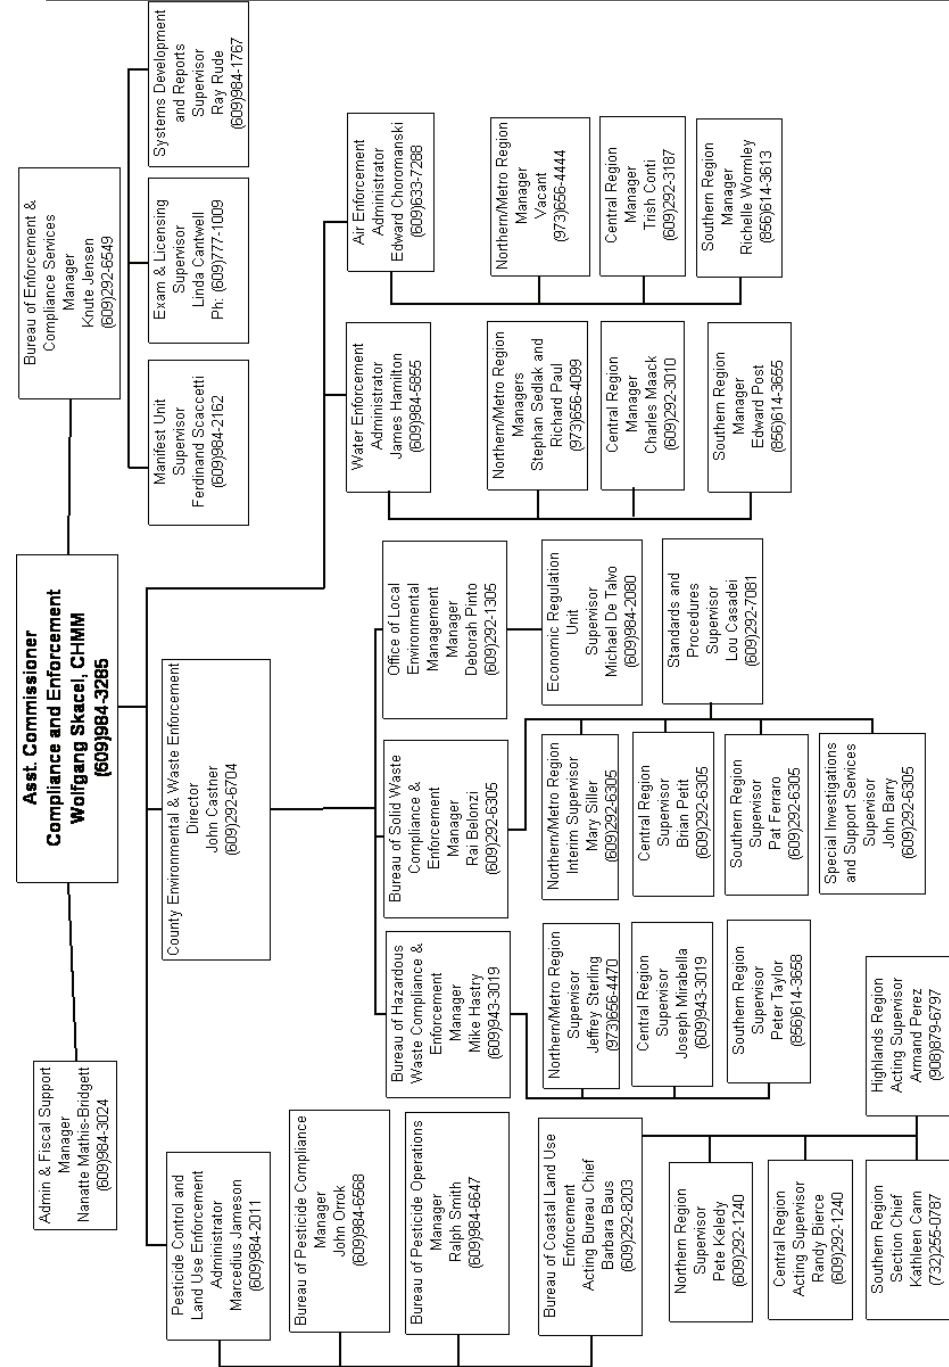 Asst. Commissioner
Compliance and Enforcement
Wolfgang Skacel, CHMM
(609)984-3285
Admin & Fiscal Support
Manager
Nanatte Mathis-Bridgett
(609)984-3024
Bureau of Enforcement &
Compliance Services
Manager
Knute Jensen
(609)292-6549
Manifest Unit
Supervisor
Ferdinand Scaccetti
(609)984-2162
Exam & Licensing
Supervisor
Linda Cantwell
Ph: (609)777-1009
Systems Development
and Reports
Supervisor
Ray Rude
(609)984-1767
Pesticide Control and
Land Use Enforcement
Administrator
Marcedius Jameson
(609)984-2011
Bureau of Pesticide Compliance
Manager
John Orrok
(609)984-6568
Bureau of Pesticide Operations
Manager
Ralph Smith
(609)984-6647
Bureau of Coastal Land Use
Enforcement
Acting Bureau Chief
Barbara Baus
(609)292-8203
Northern Region
Supervisor
Pete Keledy
(609)292-1240
Central Region
Acting Supervisor
Randy Bierce
(609)292-1240
Southern Region
Section Chief
Kathleen Cann
(732)255-0787
Highlands Region
Acting Supervisor
Armand Perez
(908)879-6797
County Environmental & Waste Enforcement
Director
John Castner
(609)292-6704
Bureau of Hazardous
Waste Compliance &
Enforcement
Manager
Mike Hastry
(609)943-3019
Northern/Metro Region
Supervisor
Jeffrey Sterling
(973)656-4470
Central Region
Supervisor
Joseph Mirabella
(609)943-3019
Southern Region
Supervisor
Peter Taylor
(856)614-3658
Bureau of Solid Waste
Compliance &
Enforcement
Manager
Rai Belonzi
(609)292-6305
Northern/Metro Region
Interim Supervisor
Mary Siller
(609)292-6305
Central Region
Supervisor
Brian Petit
(609)292-6305
Southern Region
Supervisor
Pat Ferraro
(609)292-6305
Special Investigations
and Support Services
Supervisor
John Barry
(609)292-6305
Standards and
Procedures
Supervisor
Lou Casadei
(609)292-7081
Office of Local
Environmental
Management
Manager
Deborah Pinto
(609)292-1305
Economic Regulation
Unit
Supervisor
Michael De Talvo
(609)984-2080
Water Enforcement
Administrator
James Hamilton
(609)984-5855
Northern/Metro Region
Managers
Stephan Sedlak and
Richard Paul
(973)656-4099
Central Region
Manager
Charles Maack
(609)292-3010
Southern Region
Manager
Edward Post
(856)614-3655
Air Enforcement
Administrator
Edward Choromanski
(609)633-7288
Northern/Metro Region
Manager
Vacant
(973)656-4444
Central Region
Manager
Trish Conti
(609)292-3187
Southern Region
Manager
Richelle Wormley
(856)614-3613